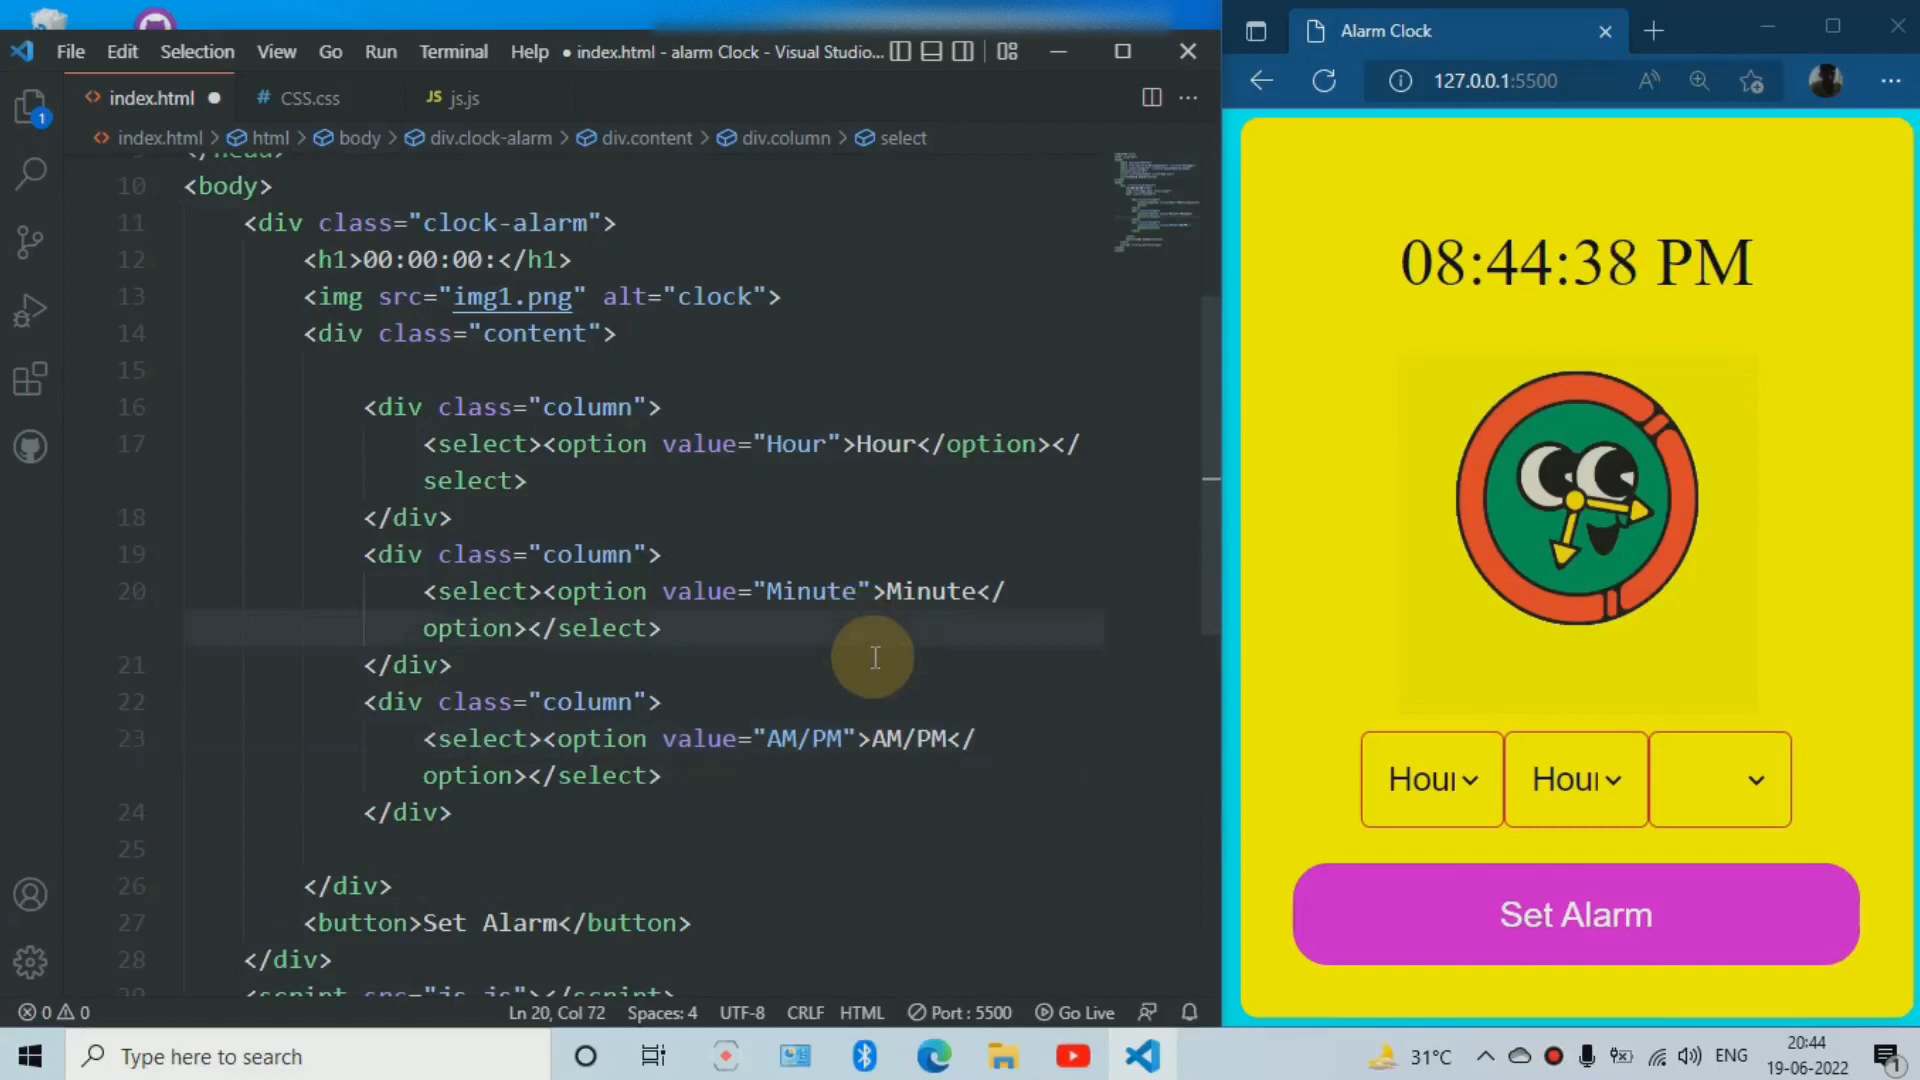 File Edit Selection View Go Run Terminal Help ● index.html - alarm Clock - Visual Studio...
index.html ● # CSS.css JS js.js
index.html > html > body > div.clock-alarm > div.content > div.column > select
10 <body>
11 <div class="clock-alarm">
12 <h1>00:00:00:</h1>
13 <img src="img1.png" alt="clock">
14 <div class="content">
15
16 <div class="column">
17 <select><option value="Hour">Hour</option></
select>
18 </div>
19 <div class="column">
20 <select><option value="Minute">Minute</
option></select>
21 </div>
22 <div class="column">
23 <select><option value="AM/PM">AM/PM</
option></select>
24 </div>
25
26 </div>
27 <button>Set Alarm</button>
28 </div>
1
0 0 Ln 20, Col 72 Spaces: 4 UTF-8 CRLF HTML Port : 5500 Go Live
Alarm Clock
127.0.0.1:5500
08:44:38 PM
Hour Hour
Set Alarm
Type here to search
31°C ENG 20:44
19-06-2022
1